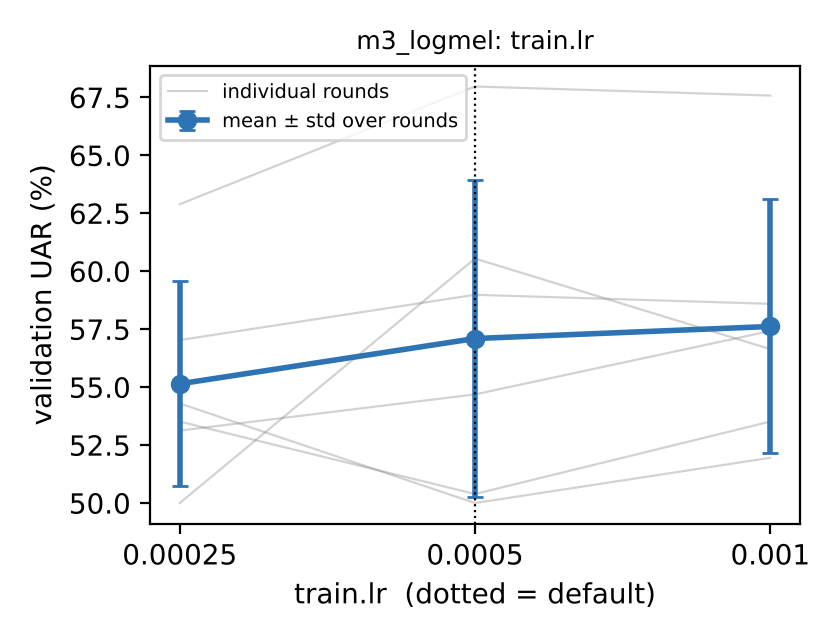 m3_logmel: train.lr
individual rounds
mean ± std over rounds
validation UAR (%)
67.5
65.0
62.5
60.0
57.5
55.0
52.5
50.0
0.00025
0.0005
0.001
train.lr  (dotted = default)